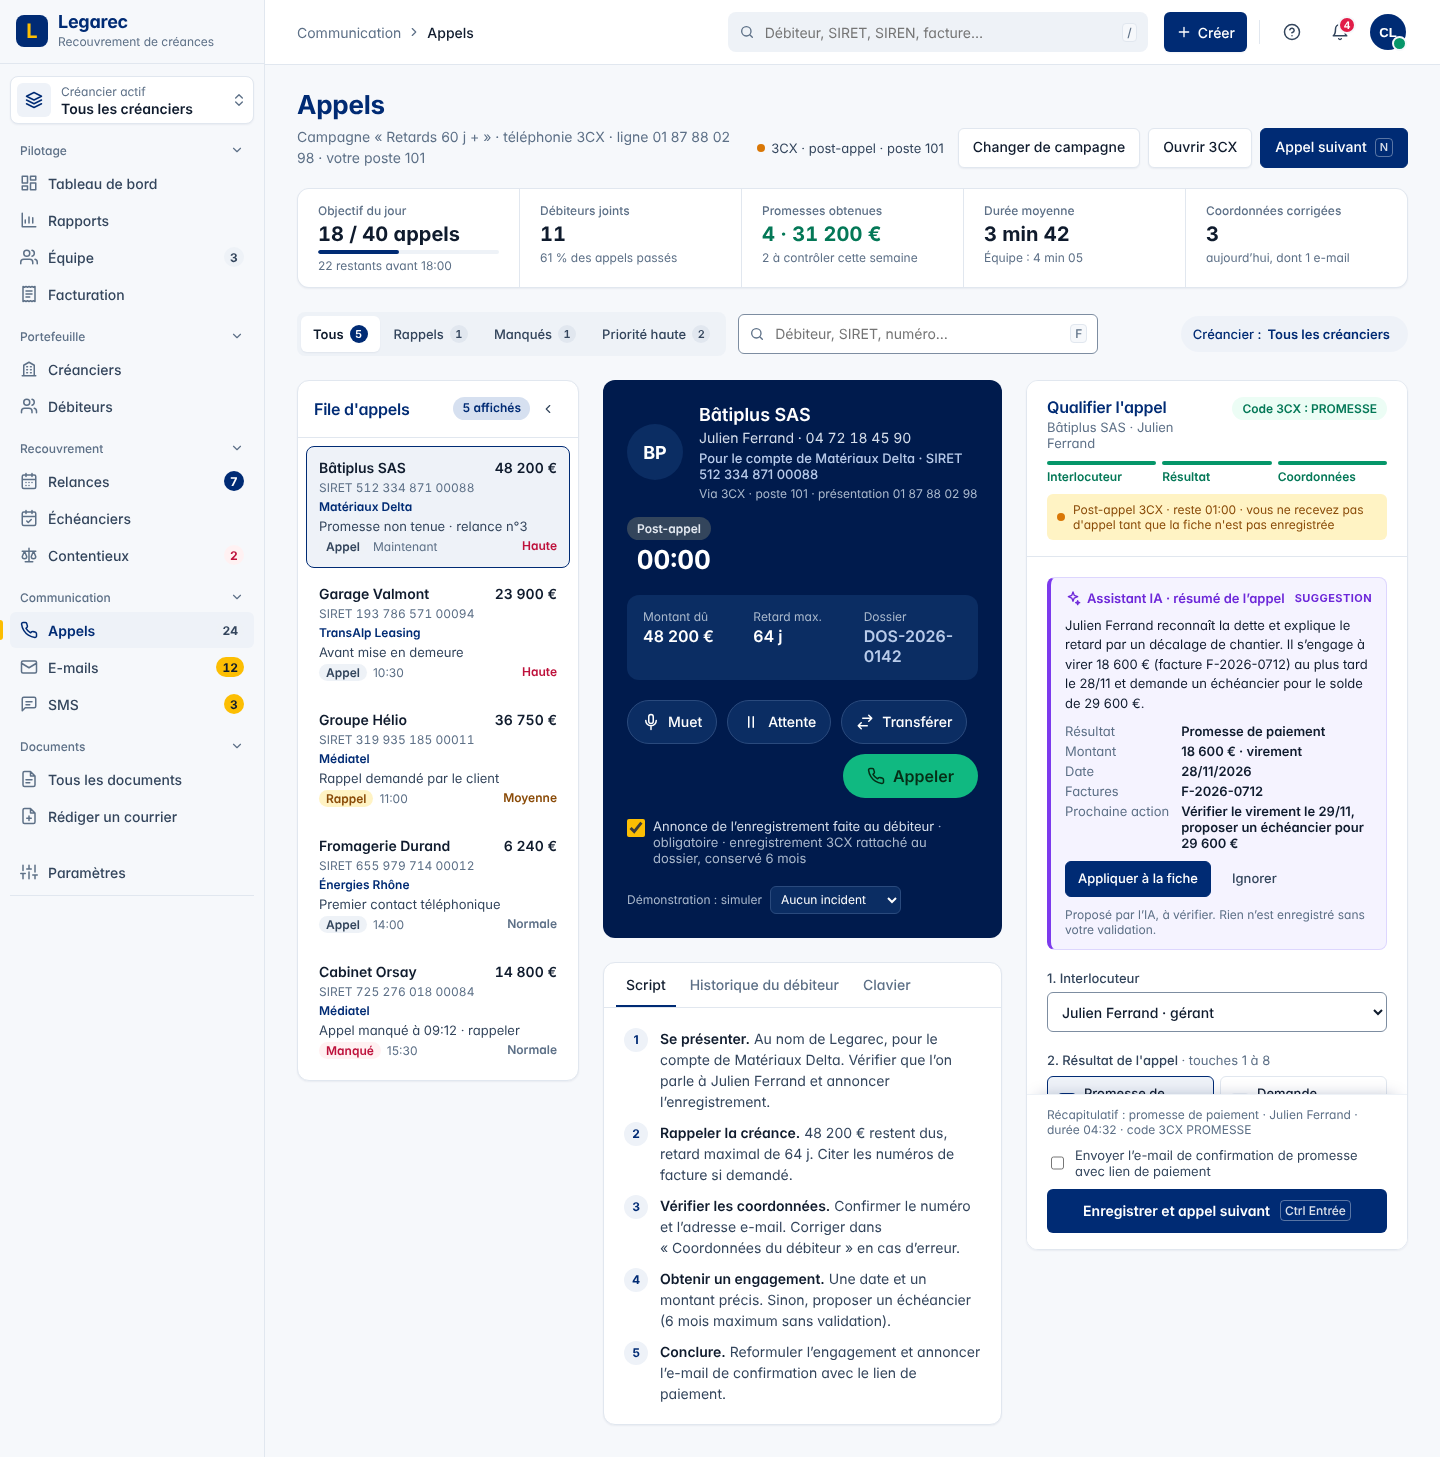 L
Legarec
Recouvrement de créances
Créancier actif
Tous les créanciers
Pilotage
Tableau de bord
Rapports
Équipe 3
Facturation
Portefeuille
Créanciers
Débiteurs
Recouvrement
Relances 7
Échéanciers
Contentieux 2
Communication
Appels 24
E-mails 12
SMS 3
Documents
Tous les documents
Rédiger un courrier
Paramètres
Communication > Appels
Débiteur, SIRET, SIREN, facture... /
+ Créer
4
CL
Appels
Campagne « Retards 60 j + » · téléphonie 3CX · ligne 01 87 88 02
98 · votre poste 101
3CX · post-appel · poste 101
Changer de campagne
Ouvrir 3CX
Appel suivant N
Objectif du jour
18 / 40 appels
22 restants avant 18:00
Débiteurs joints
11
61 % des appels passés
Promesses obtenues
4 · 31 200 €
2 à contrôler cette semaine
Durée moyenne
3 min 42
Équipe : 4 min 05
Coordonnées corrigées
3
aujourd’hui, dont 1 e-mail
Tous 5
Rappels 1
Manqués 1
Priorité haute 2
Débiteur, SIRET, numéro... F
Créancier : Tous les créanciers
File d'appels
5 affichés
Bâtiplus SAS 48 200 €
SIRET 512 334 871 00088
Matériaux Delta
Promesse non tenue · relance n°3
Appel Maintenant Haute
Garage Valmont 23 900 €
SIRET 193 786 571 00094
TransAlp Leasing
Avant mise en demeure
Appel 10:30 Haute
Groupe Hélio 36 750 €
SIRET 319 935 185 00011
Médiatel
Rappel demandé par le client
Rappel 11:00 Moyenne
Fromagerie Durand 6 240 €
SIRET 655 979 714 00012
Énergies Rhône
Premier contact téléphonique
Appel 14:00 Normale
Cabinet Orsay 14 800 €
SIRET 725 276 018 00084
Médiatel
Appel manqué à 09:12 · rappeler
Manqué 15:30 Normale
BP
Bâtiplus SAS
Julien Ferrand · 04 72 18 45 90
Pour le compte de Matériaux Delta · SIRET
512 334 871 00088
Via 3CX · poste 101 · présentation 01 87 88 02 98
Post-appel
00:00
Montant dû
48 200 €
Retard max.
64 j
Dossier
DOS-2026-
0142
Muet
Attente
Transférer
Appeler
Annonce de l’enregistrement faite au débiteur ·
obligatoire · enregistrement 3CX rattaché au
dossier, conservé 6 mois
Démonstration : simuler Aucun incident
Script
Historique du débiteur
Clavier
1 Se présenter. Au nom de Legarec, pour le
compte de Matériaux Delta. Vérifier que l’on
parle à Julien Ferrand et annoncer
l’enregistrement.
2 Rappeler la créance. 48 200 € restent dus,
retard maximal de 64 j. Citer les numéros de
facture si demandé.
3 Vérifier les coordonnées. Confirmer le numéro
et l’adresse e-mail. Corriger dans
« Coordonnées du débiteur » en cas d’erreur.
4 Obtenir un engagement. Une date et un
montant précis. Sinon, proposer un échéancier
(6 mois maximum sans validation).
5 Conclure. Reformuler l’engagement et annoncer
l’e-mail de confirmation avec le lien de
paiement.
Qualifier l'appel
Code 3CX : PROMESSE
Bâtiplus SAS · Julien
Ferrand
Interlocuteur
Résultat
Coordonnées
Post-appel 3CX · reste 01:00 · vous ne recevez pas
d'appel tant que la fiche n'est pas enregistrée
Assistant IA · résumé de l’appel SUGGESTION
Julien Ferrand reconnaît la dette et explique le
retard par un décalage de chantier. Il s’engage à
virer 18 600 € (facture F-2026-0712) au plus tard
le 28/11 et demande un échéancier pour le solde
de 29 600 €.
Résultat Promesse de paiement
Montant 18 600 € · virement
Date 28/11/2026
Factures F-2026-0712
Prochaine action Vérifier le virement le 29/11,
proposer un échéancier pour
29 600 €
Appliquer à la fiche
Ignorer
Proposé par l’IA, à vérifier. Rien n’est enregistré sans
votre validation.
1. Interlocuteur
Julien Ferrand · gérant
2. Résultat de l'appel · touches 1 à 8
Promesse de
Demande
Récapitulatif : promesse de paiement · Julien Ferrand ·
durée 04:32 · code 3CX PROMESSE
Envoyer l’e-mail de confirmation de promesse
avec lien de paiement
Enregistrer et appel suivant Ctrl Entrée